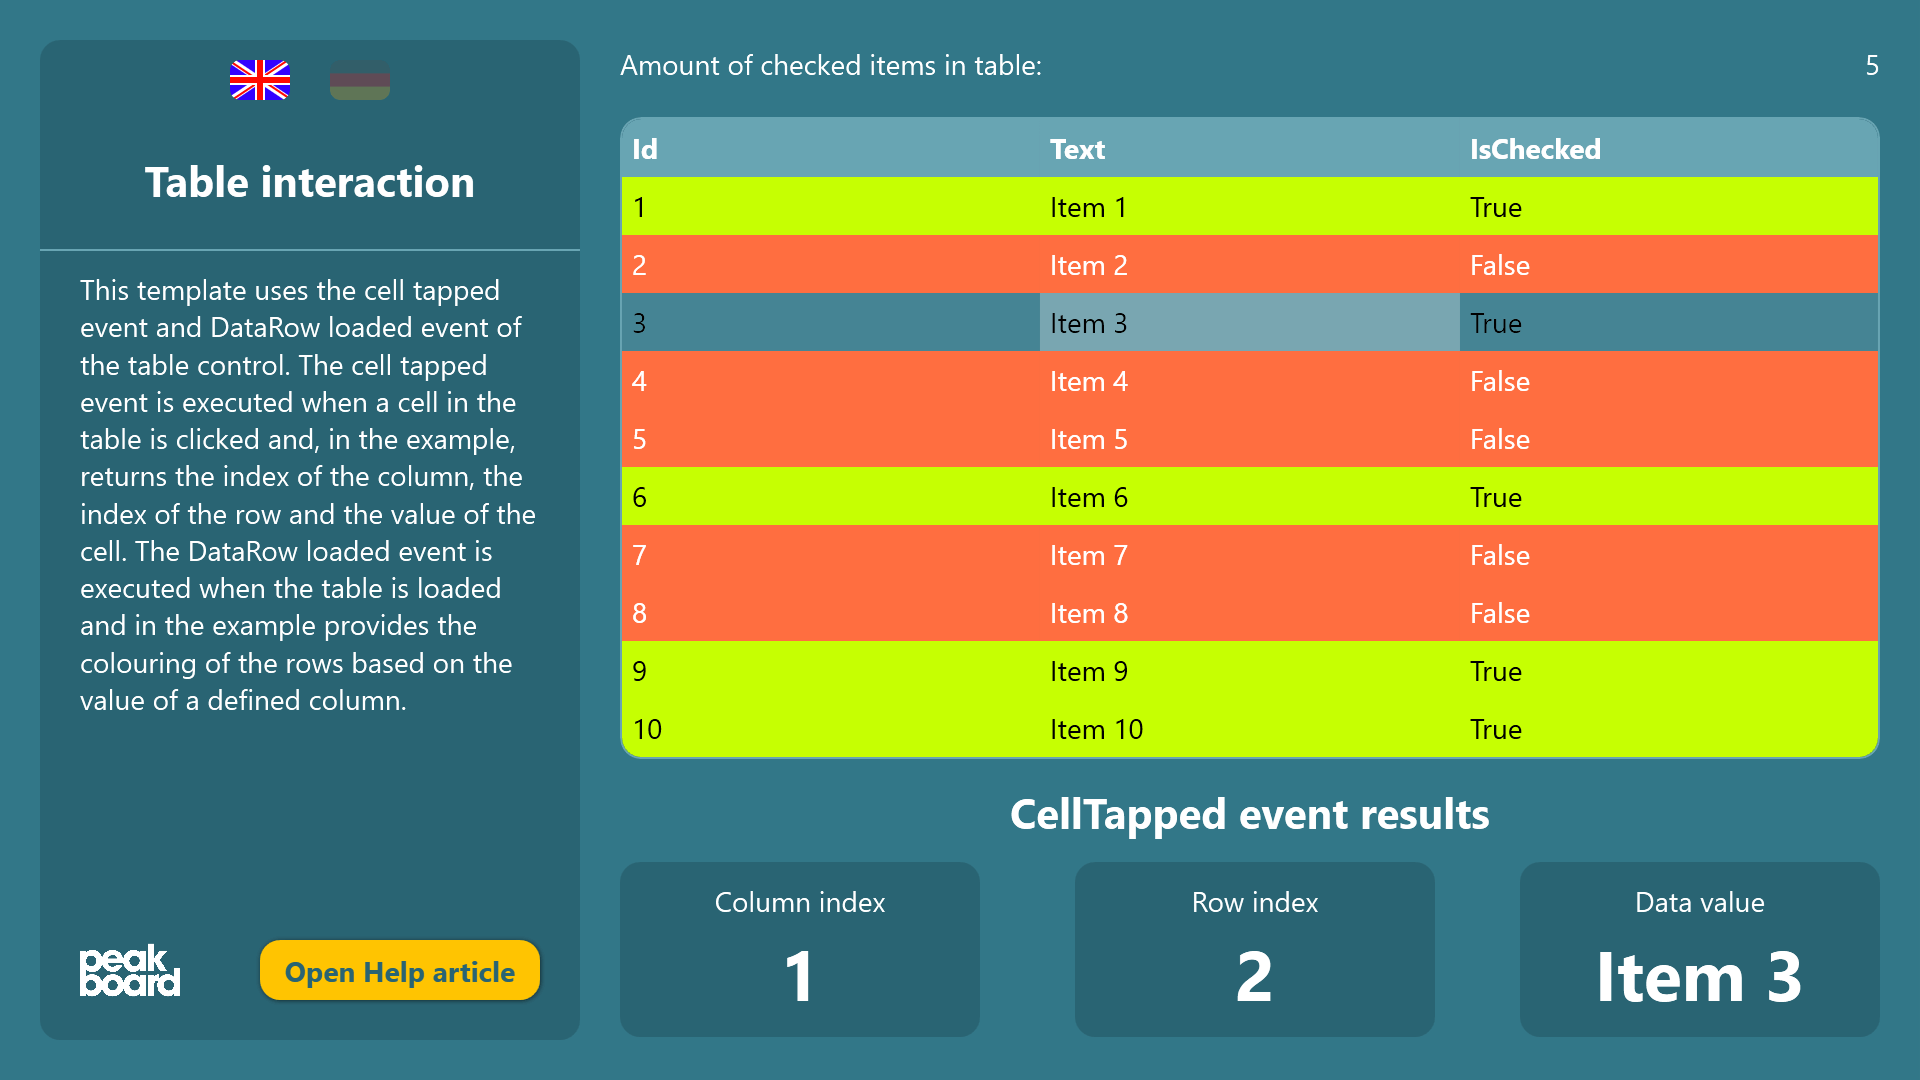 Table interaction
This template uses the cell tapped
event and DataRow loaded event of
the table control. The cell tapped
event is executed when a cell in the
table is clicked and, in the example,
returns the index of the column, the
index of the row and the value of the
cell. The DataRow loaded event is
executed when the table is loaded
and in the example provides the
colouring of the rows based on the
value of a defined column.
peak
board
Open Help article
Amount of checked items in table: 5
Id Text IsChecked
1 Item 1 True
2 Item 2 False
3 Item 3 True
4 Item 4 False
5 Item 5 False
6 Item 6 True
7 Item 7 False
8 Item 8 False
9 Item 9 True
10 Item 10 True
CellTapped event results
Column index
1
Row index
2
Data value
Item 3